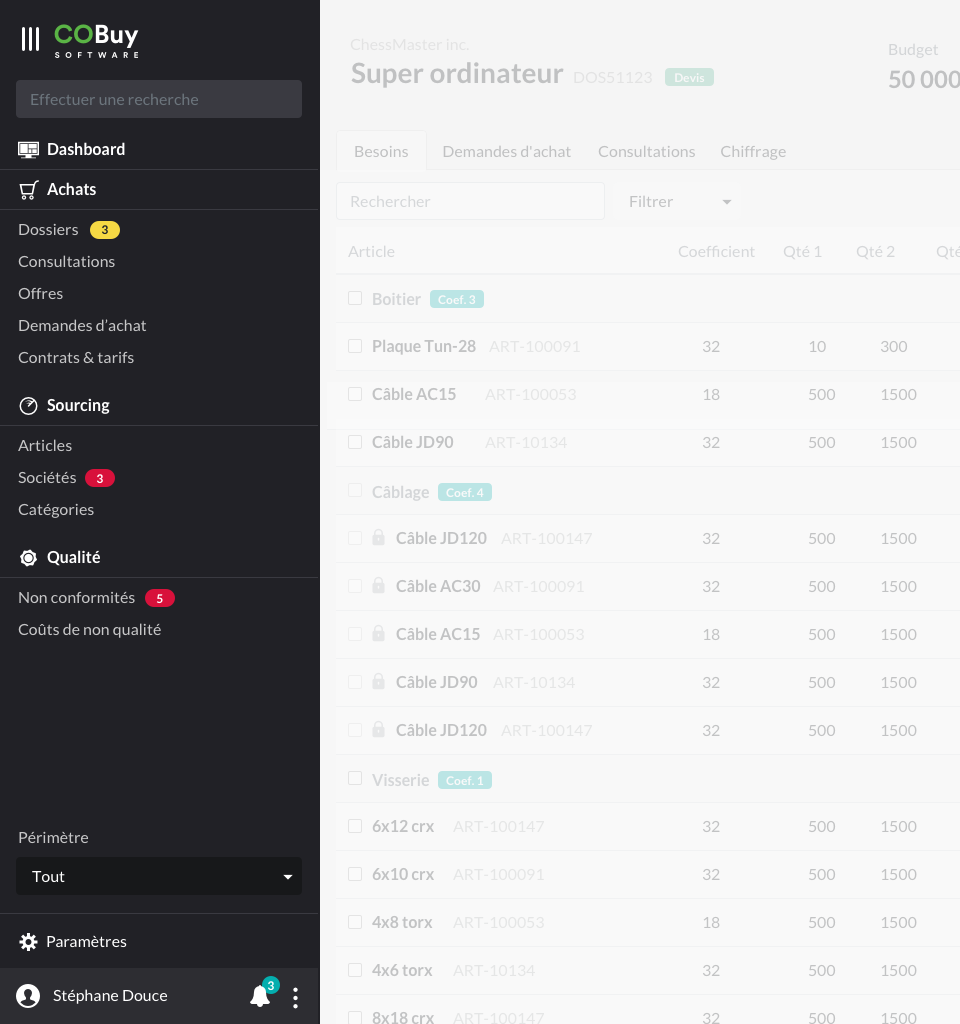 COBuy
SOFTWARE
Effectuer une recherche
Dashboard
Achats
Dossiers 3
Consultations
Offres
Demandes d’achat
Contrats & tarifs
Sourcing
Articles
Sociétés 3
Catégories
Qualité
Non conformités 5
Coûts de non qualité
Périmètre
Tout
Paramètres
Stéphane Douce 3
ChessMaster inc.
Super ordinateur DOS51123 Devis
Budget
50 000
Besoins Demandes d'achat Consultations Chiffrage
Rechercher Filtrer
Article Coefficient Qté 1 Qté 2 Qté
Boitier Coef. 3
Plaque Tun-28 ART-100091 32 10 300
Câble AC15 ART-100053 18 500 1500
Câble JD90 ART-10134 32 500 1500
Câblage Coef. 4
Câble JD120 ART-100147 32 500 1500
Câble AC30 ART-100091 32 500 1500
Câble AC15 ART-100053 18 500 1500
Câble JD90 ART-10134 32 500 1500
Câble JD120 ART-100147 32 500 1500
Visserie Coef. 1
6x12 crx ART-100147 32 500 1500
6x10 crx ART-100091 32 500 1500
4x8 torx ART-100053 18 500 1500
4x6 torx ART-10134 32 500 1500
8x18 crx ART-100147 32 500 1500